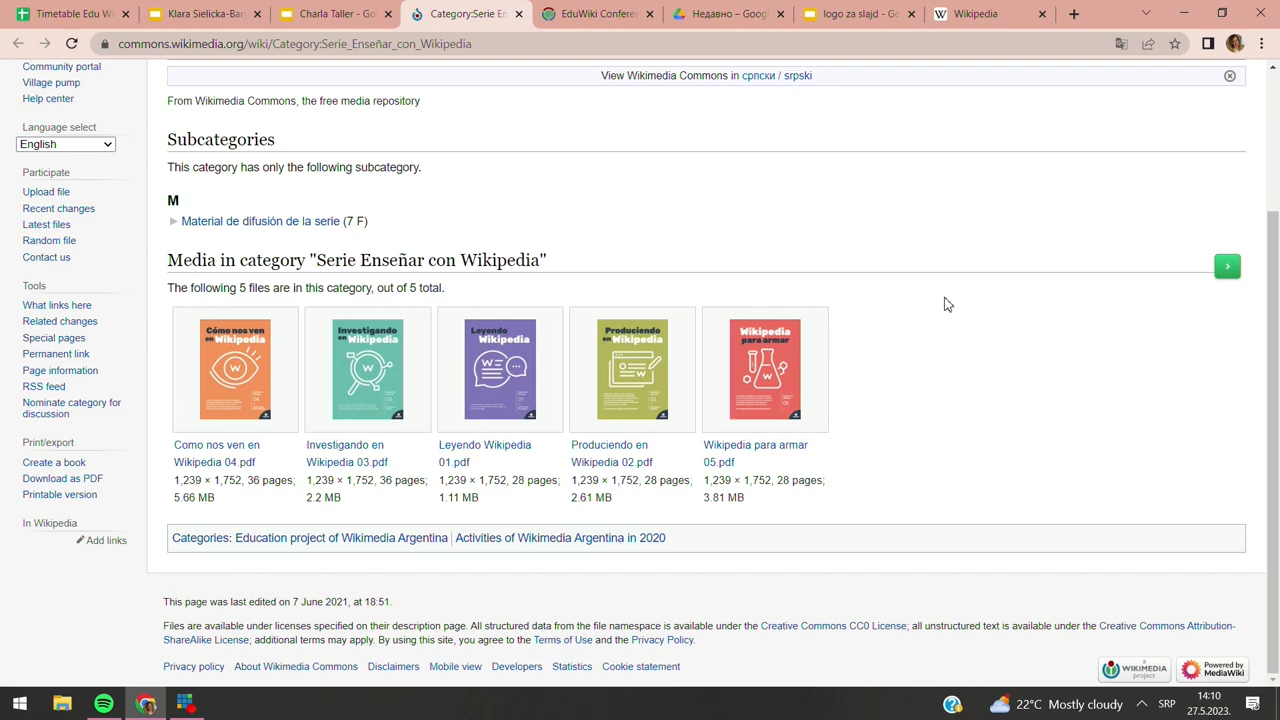 Timetable Edu W
Klara Sielicka-Bar
Charla Taller - Go
Category:Serie En
EduWiki Confere
Недавно – Goog
logo za slajd - Go
Wikipedia
commons.wikimedia.org/wiki/Category:Serie_Enseñar_con_Wikipedia
Community portal
Village pump
Help center
Language select
English
Participate
Upload file
Recent changes
Latest files
Random file
Contact us
Tools
What links here
Related changes
Special pages
Permanent link
Page information
RSS feed
Nominate category for
discussion
Print/export
Create a book
Download as PDF
Printable version
In Wikipedia
Add links
View Wikimedia Commons in српски / srpski
From Wikimedia Commons, the free media repository
Subcategories
This category has only the following subcategory.
M
Material de difusión de la serie (7 F)
Media in category "Serie Enseñar con Wikipedia"
The following 5 files are in this category, out of 5 total.
Cómo nos ven
en Wikipedia
Investigando
en Wikipedia
Leyendo
Wikipedia
Produciendo
en Wikipedia
Wikipedia
para armar
Como nos ven en
Wikipedia 04.pdf
1,239 × 1,752, 36 pages;
5.66 MB
Investigando en
Wikipedia 03.pdf
1,239 × 1,752, 36 pages;
2.2 MB
Leyendo Wikipedia
01.pdf
1,239 × 1,752, 28 pages;
1.11 MB
Produciendo en
Wikipedia 02.pdf
1,239 × 1,752, 28 pages;
2.61 MB
Wikipedia para armar
05.pdf
1,239 × 1,752, 28 pages;
3.81 MB
Categories: Education project of Wikimedia Argentina | Activities of Wikimedia Argentina in 2020
This page was last edited on 7 June 2021, at 18:51.
Files are available under licenses specified on their description page. All structured data from the file namespace is available under the Creative Commons CC0 License; all unstructured text is available under the Creative Commons Attribution-
ShareAlike License; additional terms may apply. By using this site, you agree to the Terms of Use and the Privacy Policy.
Privacy policy About Wikimedia Commons Disclaimers Mobile view Developers Statistics Cookie statement
a
WIKIMEDIA
project
Powered by
MediaWiki
22°C Mostly cloudy
SRP
14:10
27.5.2023.